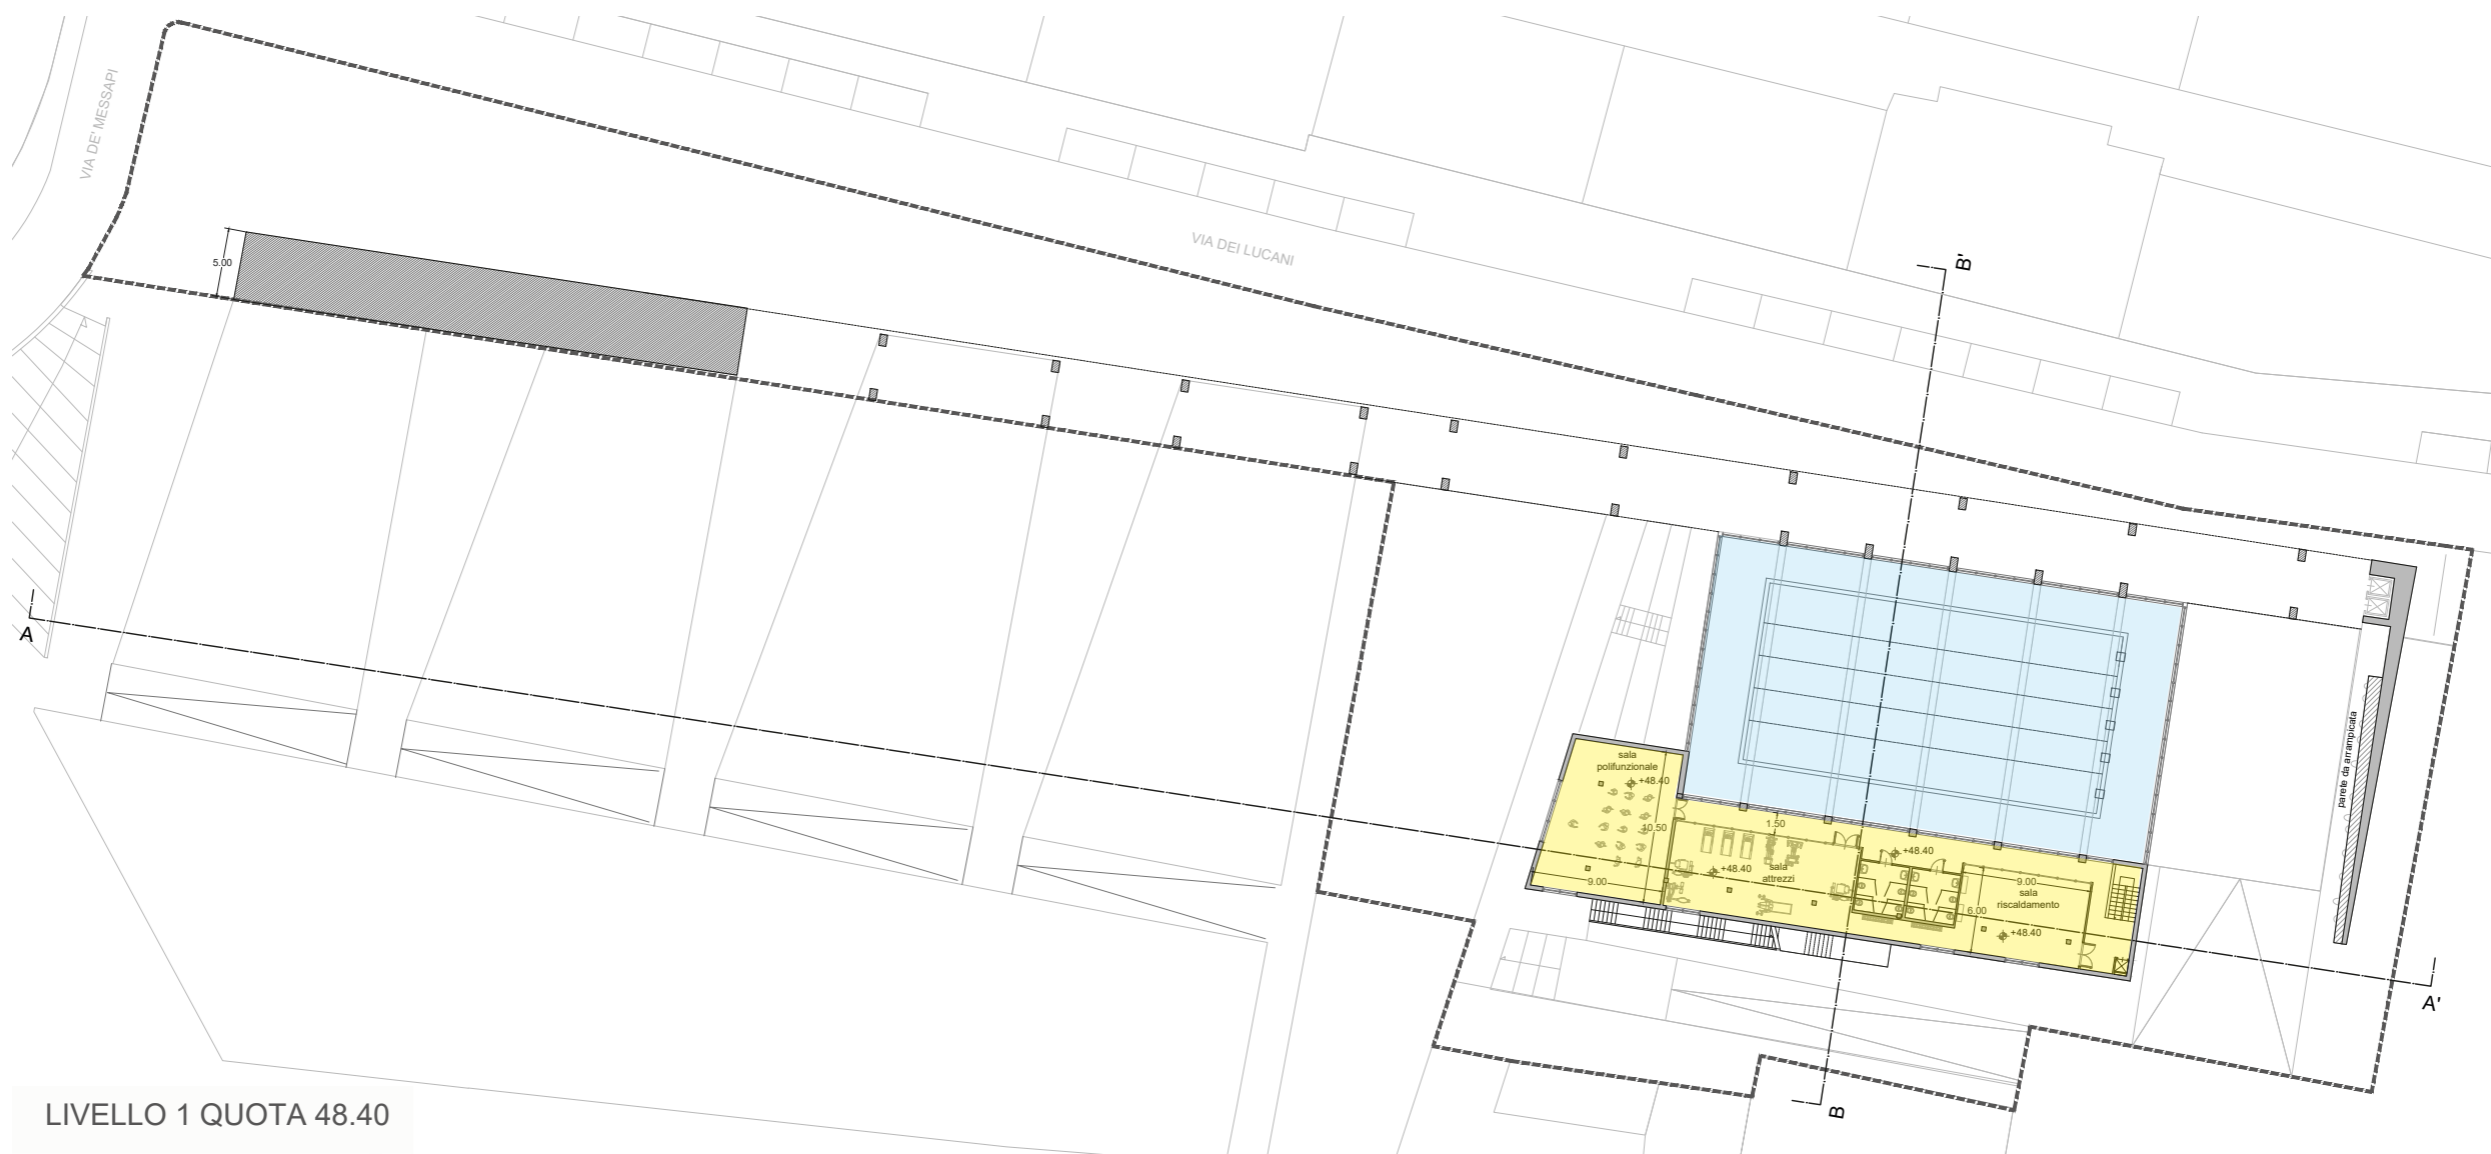 VIA DE' MESSAPI
VIA DEI LUCANI
B'
5.00
A
sala
polifunzionale
+48.40
10.50
9.00
1.50
+48.40
sala
attrezzi
+48.40
9.00
sala
riscaldamento
6.00
+48.40
parete da arrampicata
A'
B
LIVELLO 1 QUOTA 48.40